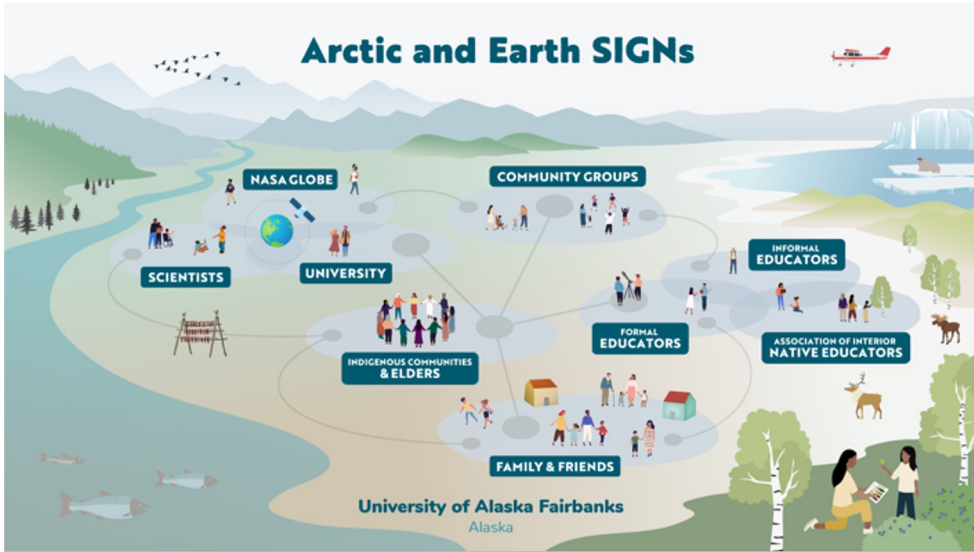 Arctic and Earth SIGNs
NASA GLOBE
COMMUNITY GROUPS
INFORMAL
EDUCATORS
SCIENTISTS
UNIVERSITY
FORMAL
EDUCATORS
ASSOCIATION OF INTERIOR
NATIVE EDUCATORS
INDIGENOUS COMMUNITIES
& ELDERS
FAMILY & FRIENDS
University of Alaska Fairbanks
Alaska